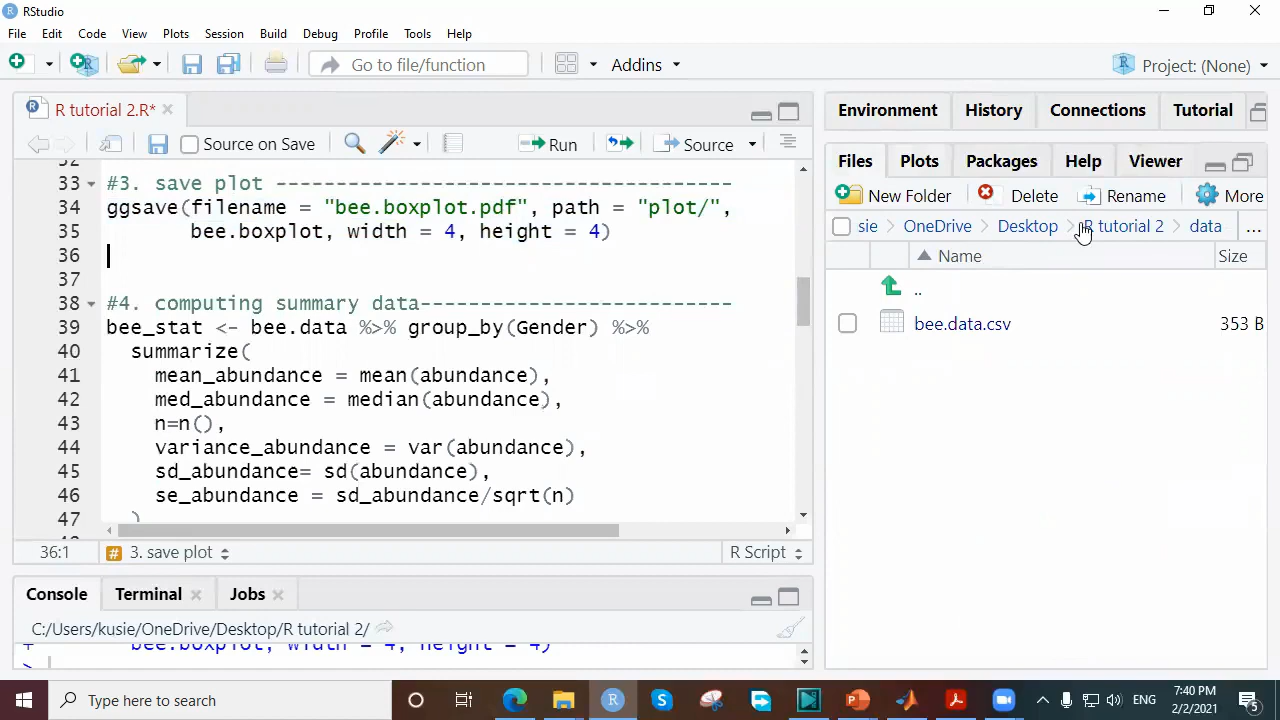 RStudio
File Edit Code View Plots Session Build Debug Profile Tools Help
Go to file/function Addins Project: (None)
R tutorial 2.R*
Source on Save Run Source
33 #3. save plot --------------------------------------
34 ggsave(filename = "bee.boxplot.pdf", path = "plot/",
35 bee.boxplot, width = 4, height = 4)
36
37
38 #4. computing summary data--------------------------
39 bee_stat <- bee.data %>% group_by(Gender) %>%
40 summarize(
41 mean_abundance = mean(abundance),
42 med_abundance = median(abundance),
43 n=n(),
44 variance_abundance = var(abundance),
45 sd_abundance= sd(abundance),
46 se_abundance = sd_abundance/sqrt(n)
47 )
36:1 3. save plot R Script
Console Terminal Jobs
C:/Users/kusie/OneDrive/Desktop/R tutorial 2/
+ bee.boxplot, width = 4, height = 4)
>
Environment History Connections Tutorial
Files Plots Packages Help Viewer
New Folder Delete Rename More
sie OneDrive Desktop R tutorial 2 data ...
Name Size
..
bee.data.csv 353 B
Type here to search
ENG
7:40 PM
2/2/2021
5